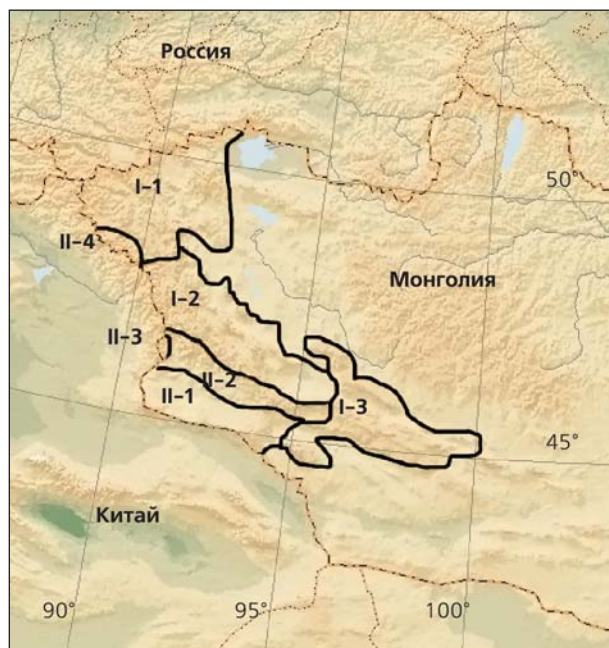 Россия
50°
I–1
II–4
Монголия
I–2
II–3
II–2
II–1
I–3
45°
Китай
90°
95°
100°